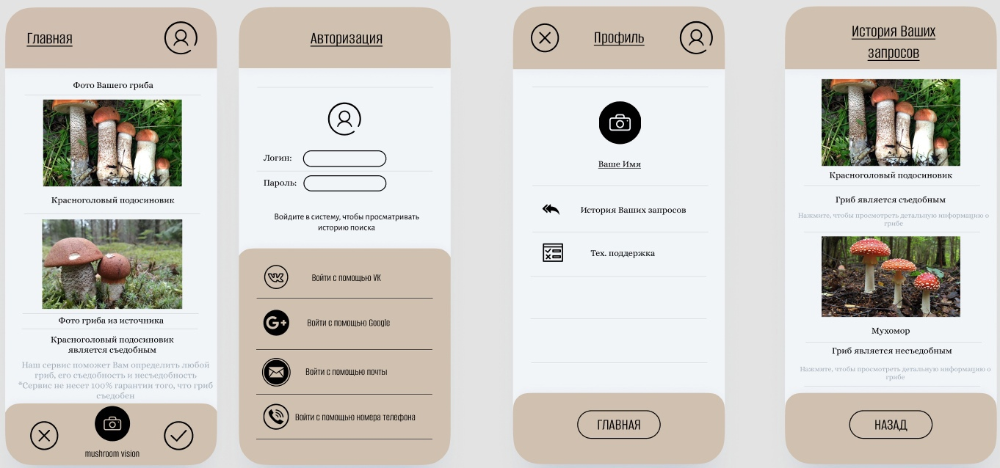 Главная
Фото Вашего гриба
Красноголовый подосиновик
Фото гриба из источника
Красноголовый подосиновик
является съедобным
Наш сервис поможет Вам определить любой
гриб, его съедобность и несъедобность
*Сервис не несет 100% гарантии того, что гриб
съедобен
mushroom vision
Авторизация
Логин:
Пароль:
Войдите в систему, чтобы просматривать
историю поиска
Войти с помощью VK
G+
Войти с помощью Google
Войти с помощью почты
Войти с помощью номера телефона
Профиль
Ваше Имя
История Ваших запросов
Тех. поддержка
ГЛАВНАЯ
История Ваших
запросов
Красноголовый подосиновик
Гриб является съедобным
Нажмите, чтобы просмотреть детальную информацию о
грибе
Мухомор
Гриб является несъедобным
Нажмите, чтобы просмотреть детальную информацию о
грибе
НАЗАД